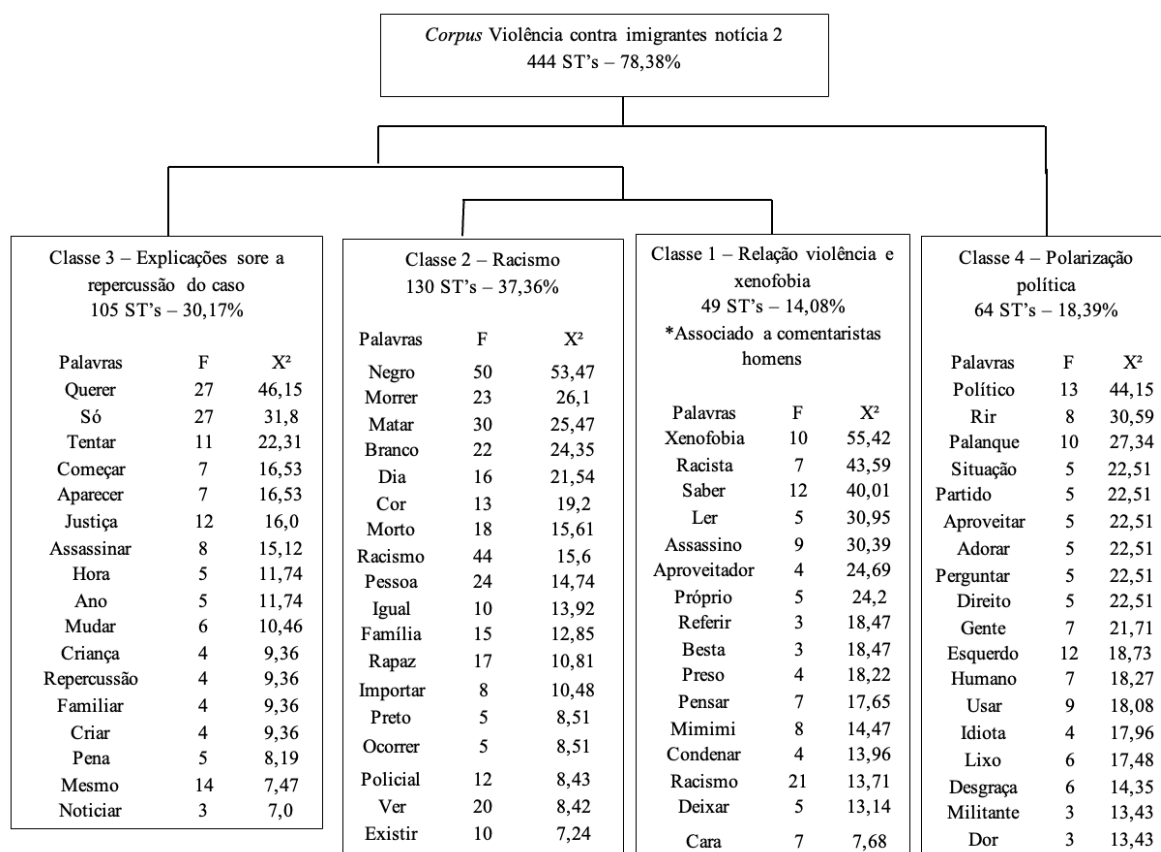 Corpus Violência contra imigrantes notícia 2
444 ST’s – 78,38%
Classe 3 – Explicações sore a
repercussão do caso
105 ST’s – 30,17%
Palavras F X²
Querer 27 46,15
Só 27 31,8
Tentar 11 22,31
Começar 7 16,53
Aparecer 7 16,53
Justiça 12 16,0
Assassinar 8 15,12
Hora 5 11,74
Ano 5 11,74
Mudar 6 10,46
Criança 4 9,36
Repercussão 4 9,36
Familiar 4 9,36
Criar 4 9,36
Pena 5 8,19
Mesmo 14 7,47
Noticiar 3 7,0
Classe 2 – Racismo
130 ST’s – 37,36%
Palavras F X²
Negro 50 53,47
Morrer 23 26,1
Matar 30 25,47
Branco 22 24,35
Dia 16 21,54
Cor 13 19,2
Morto 18 15,61
Racismo 44 15,6
Pessoa 24 14,74
Igual 10 13,92
Família 15 12,85
Rapaz 17 10,81
Importar 8 10,48
Preto 5 8,51
Ocorrer 5 8,51
Policial 12 8,43
Ver 20 8,42
Existir 10 7,24
Classe 1 – Relação violência e
xenofobia
49 ST’s – 14,08%
*Associado a comentaristas
homens
Palavras F X²
Xenofobia 10 55,42
Racista 7 43,59
Saber 12 40,01
Ler 5 30,95
Assassino 9 30,39
Aproveitador 4 24,69
Próprio 5 24,2
Referir 3 18,47
Besta 3 18,47
Preso 4 18,22
Pensar 7 17,65
Mimimi 8 14,47
Condenar 4 13,96
Racismo 21 13,71
Deixar 5 13,14
Cara 7 7,68
Classe 4 – Polarização
política
64 ST’s – 18,39%
Palavras F X²
Político 13 44,15
Rir 8 30,59
Palanque 10 27,34
Situação 5 22,51
Partido 5 22,51
Aproveitar 5 22,51
Adorar 5 22,51
Perguntar 5 22,51
Direito 5 22,51
Gente 7 21,71
Esquerdo 12 18,73
Humano 7 18,27
Usar 9 18,08
Idiota 4 17,96
Lixo 6 17,48
Desgraça 6 14,35
Militante 3 13,43
Dor 3 13,43